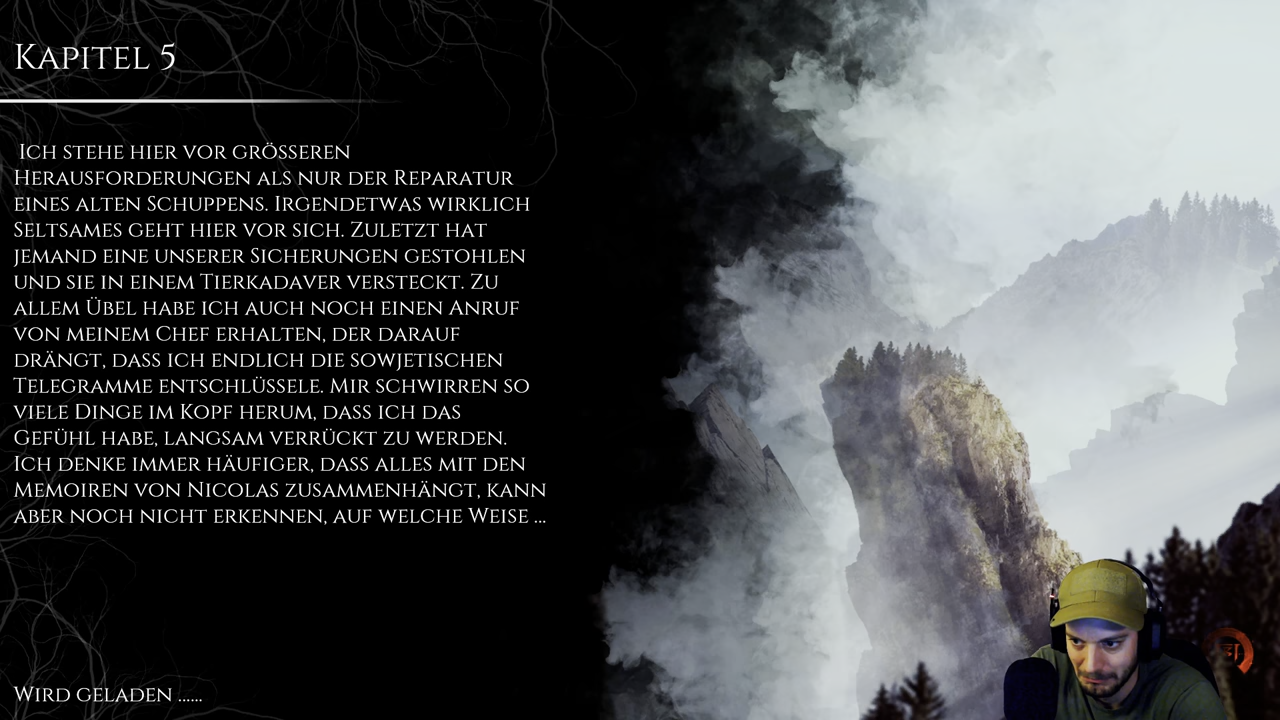 Kapitel 5
Ich stehe hier vor grösseren
Herausforderungen als nur der Reparatur
eines alten Schuppens. Irgendetwas wirklich
Seltsames geht hier vor sich. Zuletzt hat
jemand eine unserer Sicherungen gestohlen
und sie in einem Tierkadaver versteckt. Zu
allem Übel habe ich auch noch einen Anruf
von meinem Chef erhalten, der darauf
drängt, dass ich endlich die sowjetischen
Telegramme entschlüssele. Mir schwirren so
viele Dinge im Kopf herum, dass ich das
Gefühl habe, langsam verrückt zu werden.
Ich denke immer häufiger, dass alles mit den
Memoiren von Nicolas zusammenhängt, kann
aber noch nicht erkennen, auf welche Weise ...
Wird geladen ......